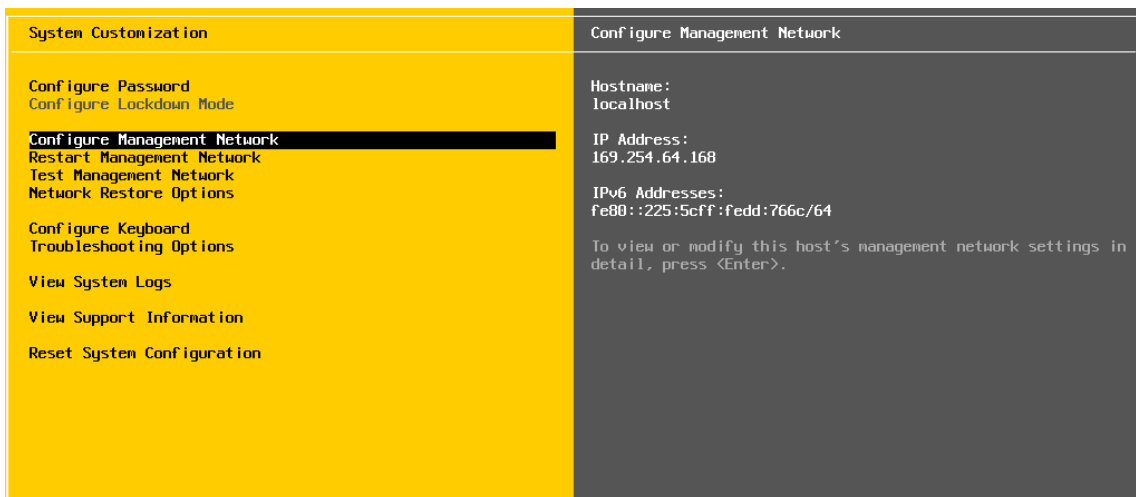 System Customization
Configure Password
Configure Lockdown Mode
Configure Management Network
Restart Management Network
Test Management Network
Network Restore Options
Configure Keyboard
Troubleshooting Options
View System Logs
View Support Information
Reset System Configuration
Configure Management Network
Hostname:
localhost
IP Address:
169.254.64.168
IPv6 Addresses:
fe80::225:5cff:fedd:766c/64
To view or modify this host's management network settings in
detail, press <Enter>.